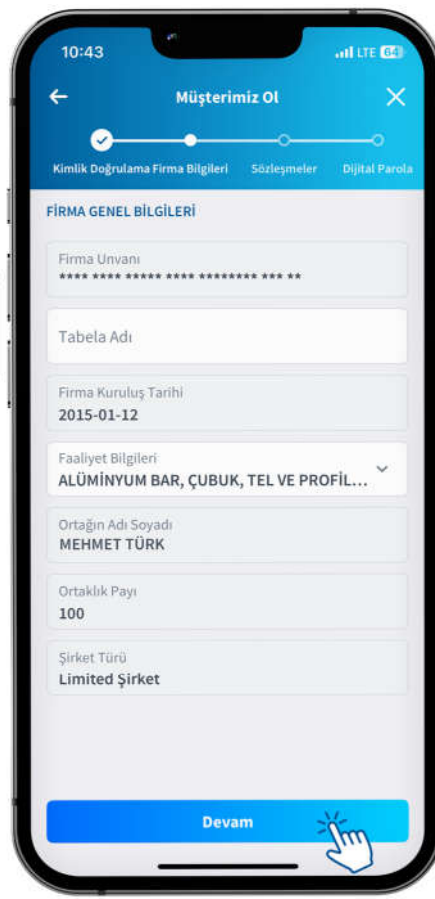 10:43
LTE 64
Müşterimiz Ol
Kimlik Doğrulama Firma Bilgileri Sözleşmeler Dijital Parola
FİRMA GENEL BİLGİLERİ
Firma Unvanı
**** **** ***** **** ******** *** **
Tabela Adı
Firma Kuruluş Tarihi
2015-01-12
Faaliyet Bilgileri
ALÜMİNYUM BAR, ÇUBUK, TEL VE PROFİL...
Ortağın Adı Soyadı
MEHMET TÜRK
Ortaklık Payı
100
Şirket Türü
Limited Şirket
Devam